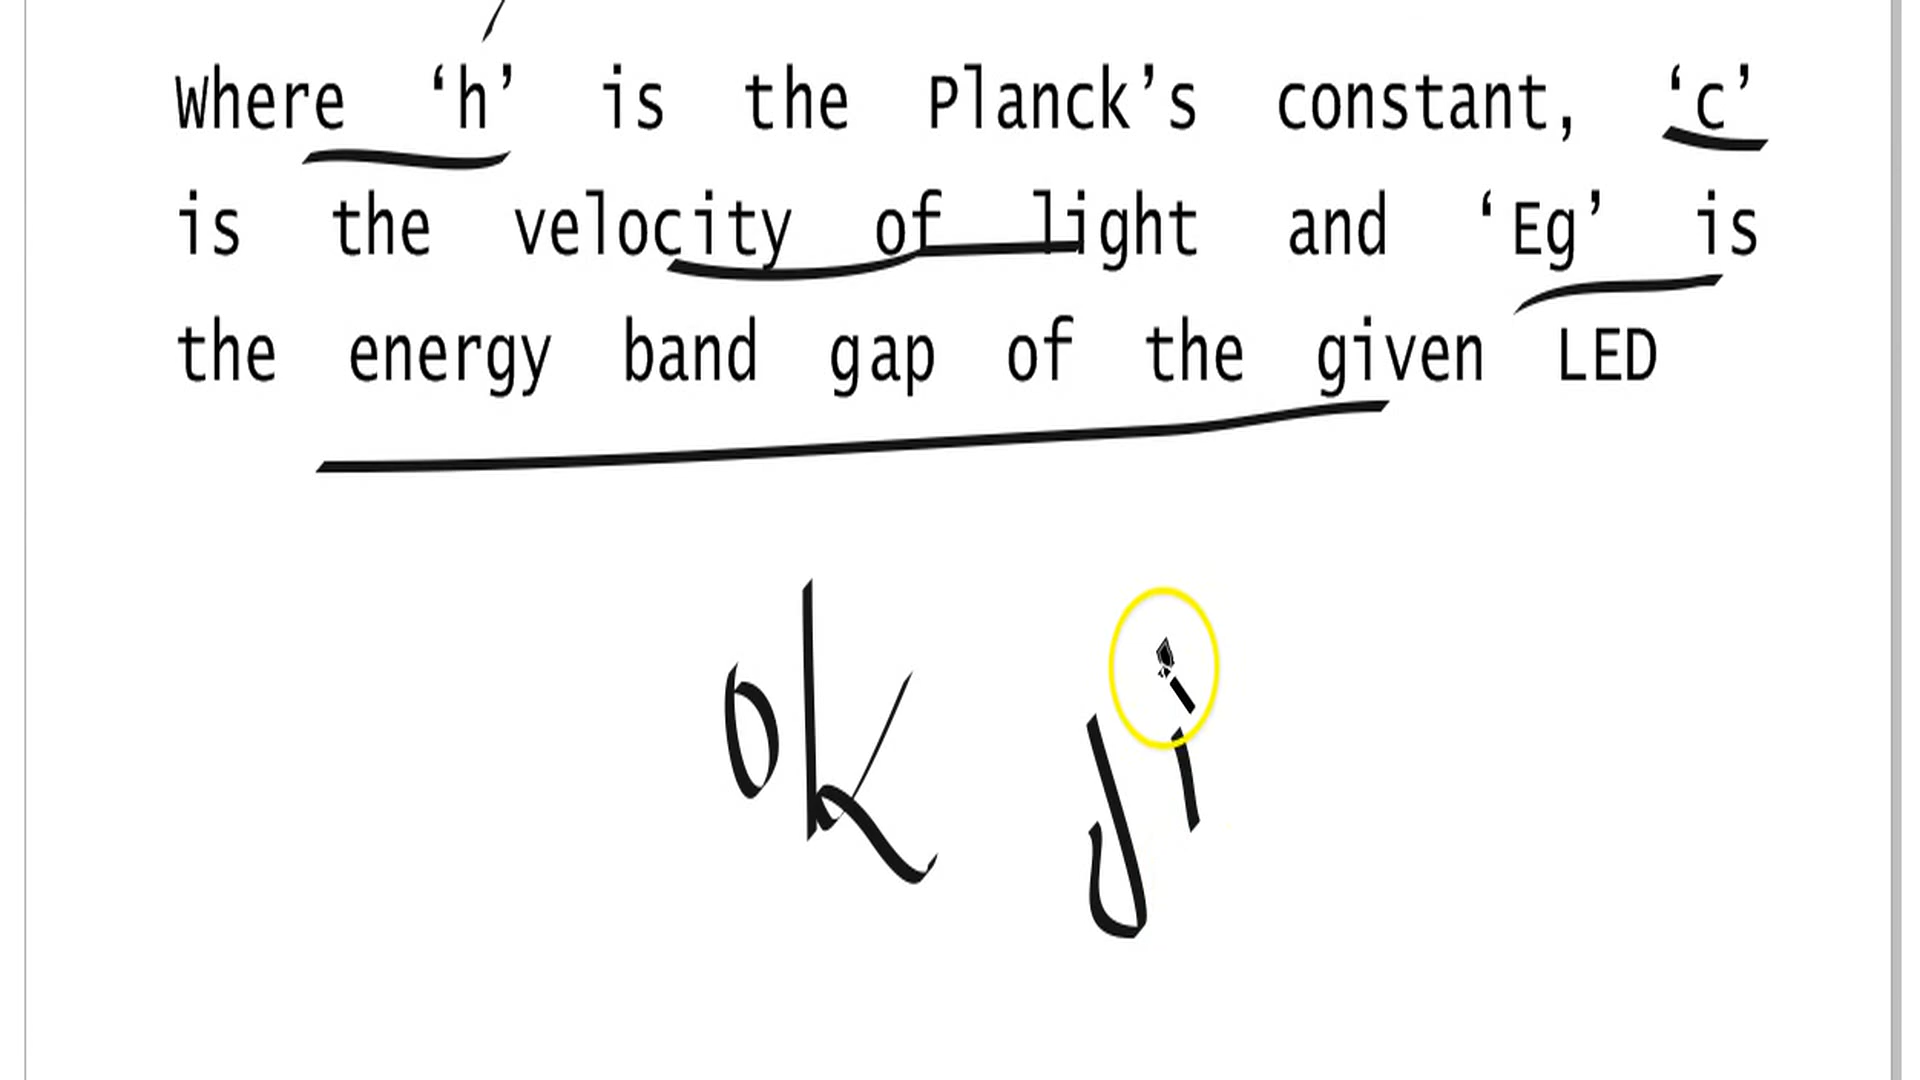 Where ‘h’ is the Planck’s constant, ‘c’
is the velocity of light and ‘Eg’ is
the energy band gap of the given LED
ok ji